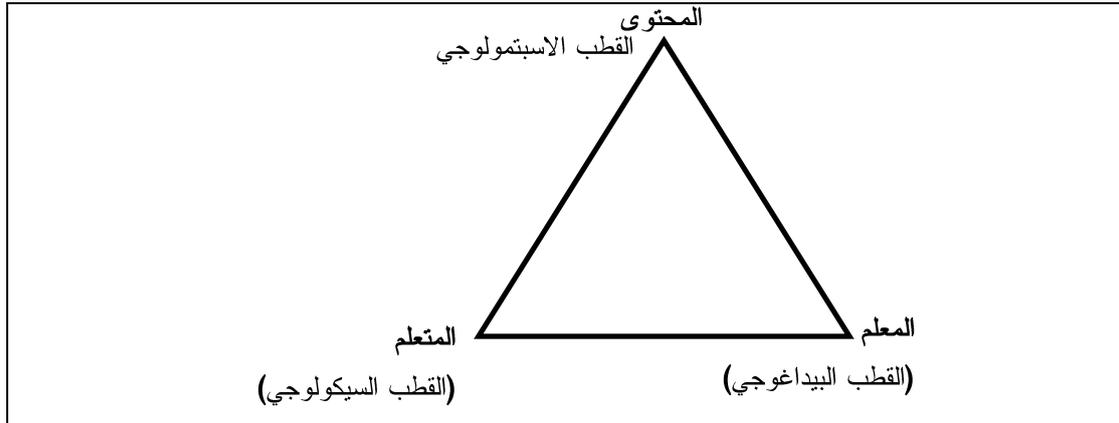 المحتوى
القطب الاسبتمولوجي
المعلم
(القطب البيداغوجي)
المتعلم
(القطب السيكولوجي)